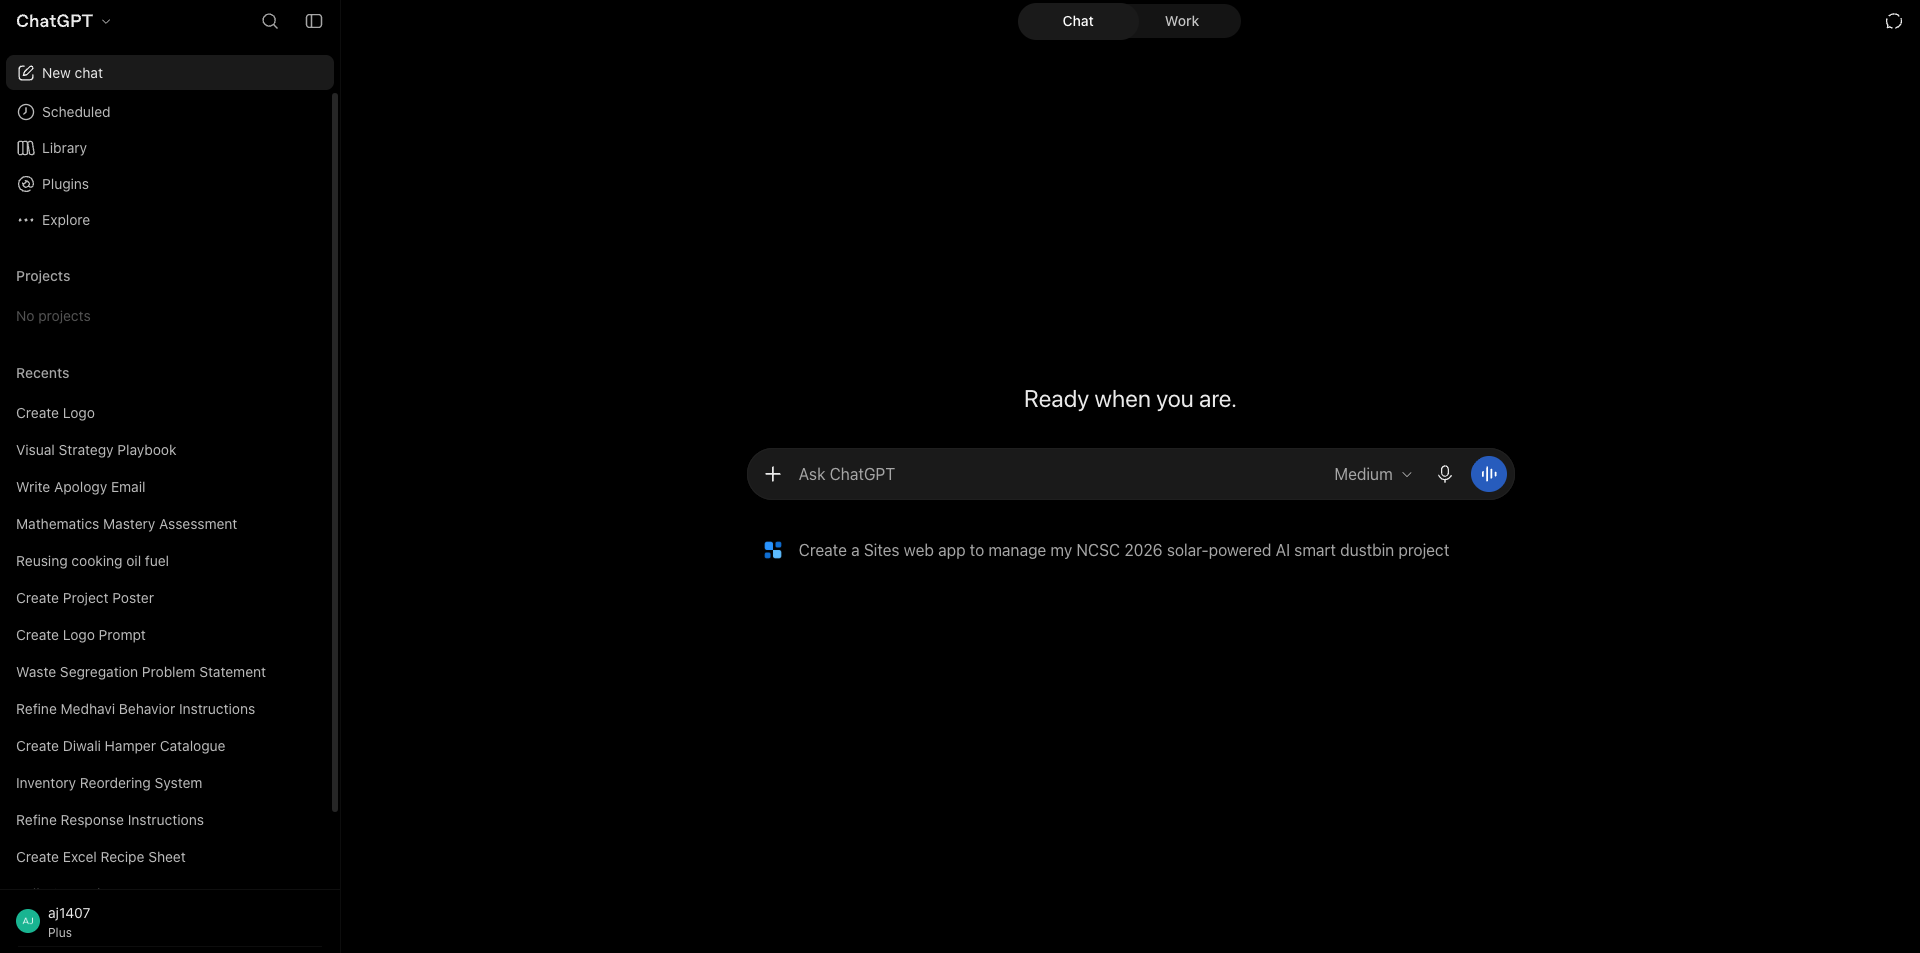 ChatGPT
Chat
Work
New chat
Scheduled
Library
Plugins
Explore
Projects
No projects
Recents
Create Logo
Visual Strategy Playbook
Write Apology Email
Mathematics Mastery Assessment
Reusing cooking oil fuel
Create Project Poster
Create Logo Prompt
Waste Segregation Problem Statement
Refine Medhavi Behavior Instructions
Create Diwali Hamper Catalogue
Inventory Reordering System
Refine Response Instructions
Create Excel Recipe Sheet
AJ
aj1407
Plus
Ready when you are.
Ask ChatGPT
Medium
Create a Sites web app to manage my NCSC 2026 solar-powered AI smart dustbin project